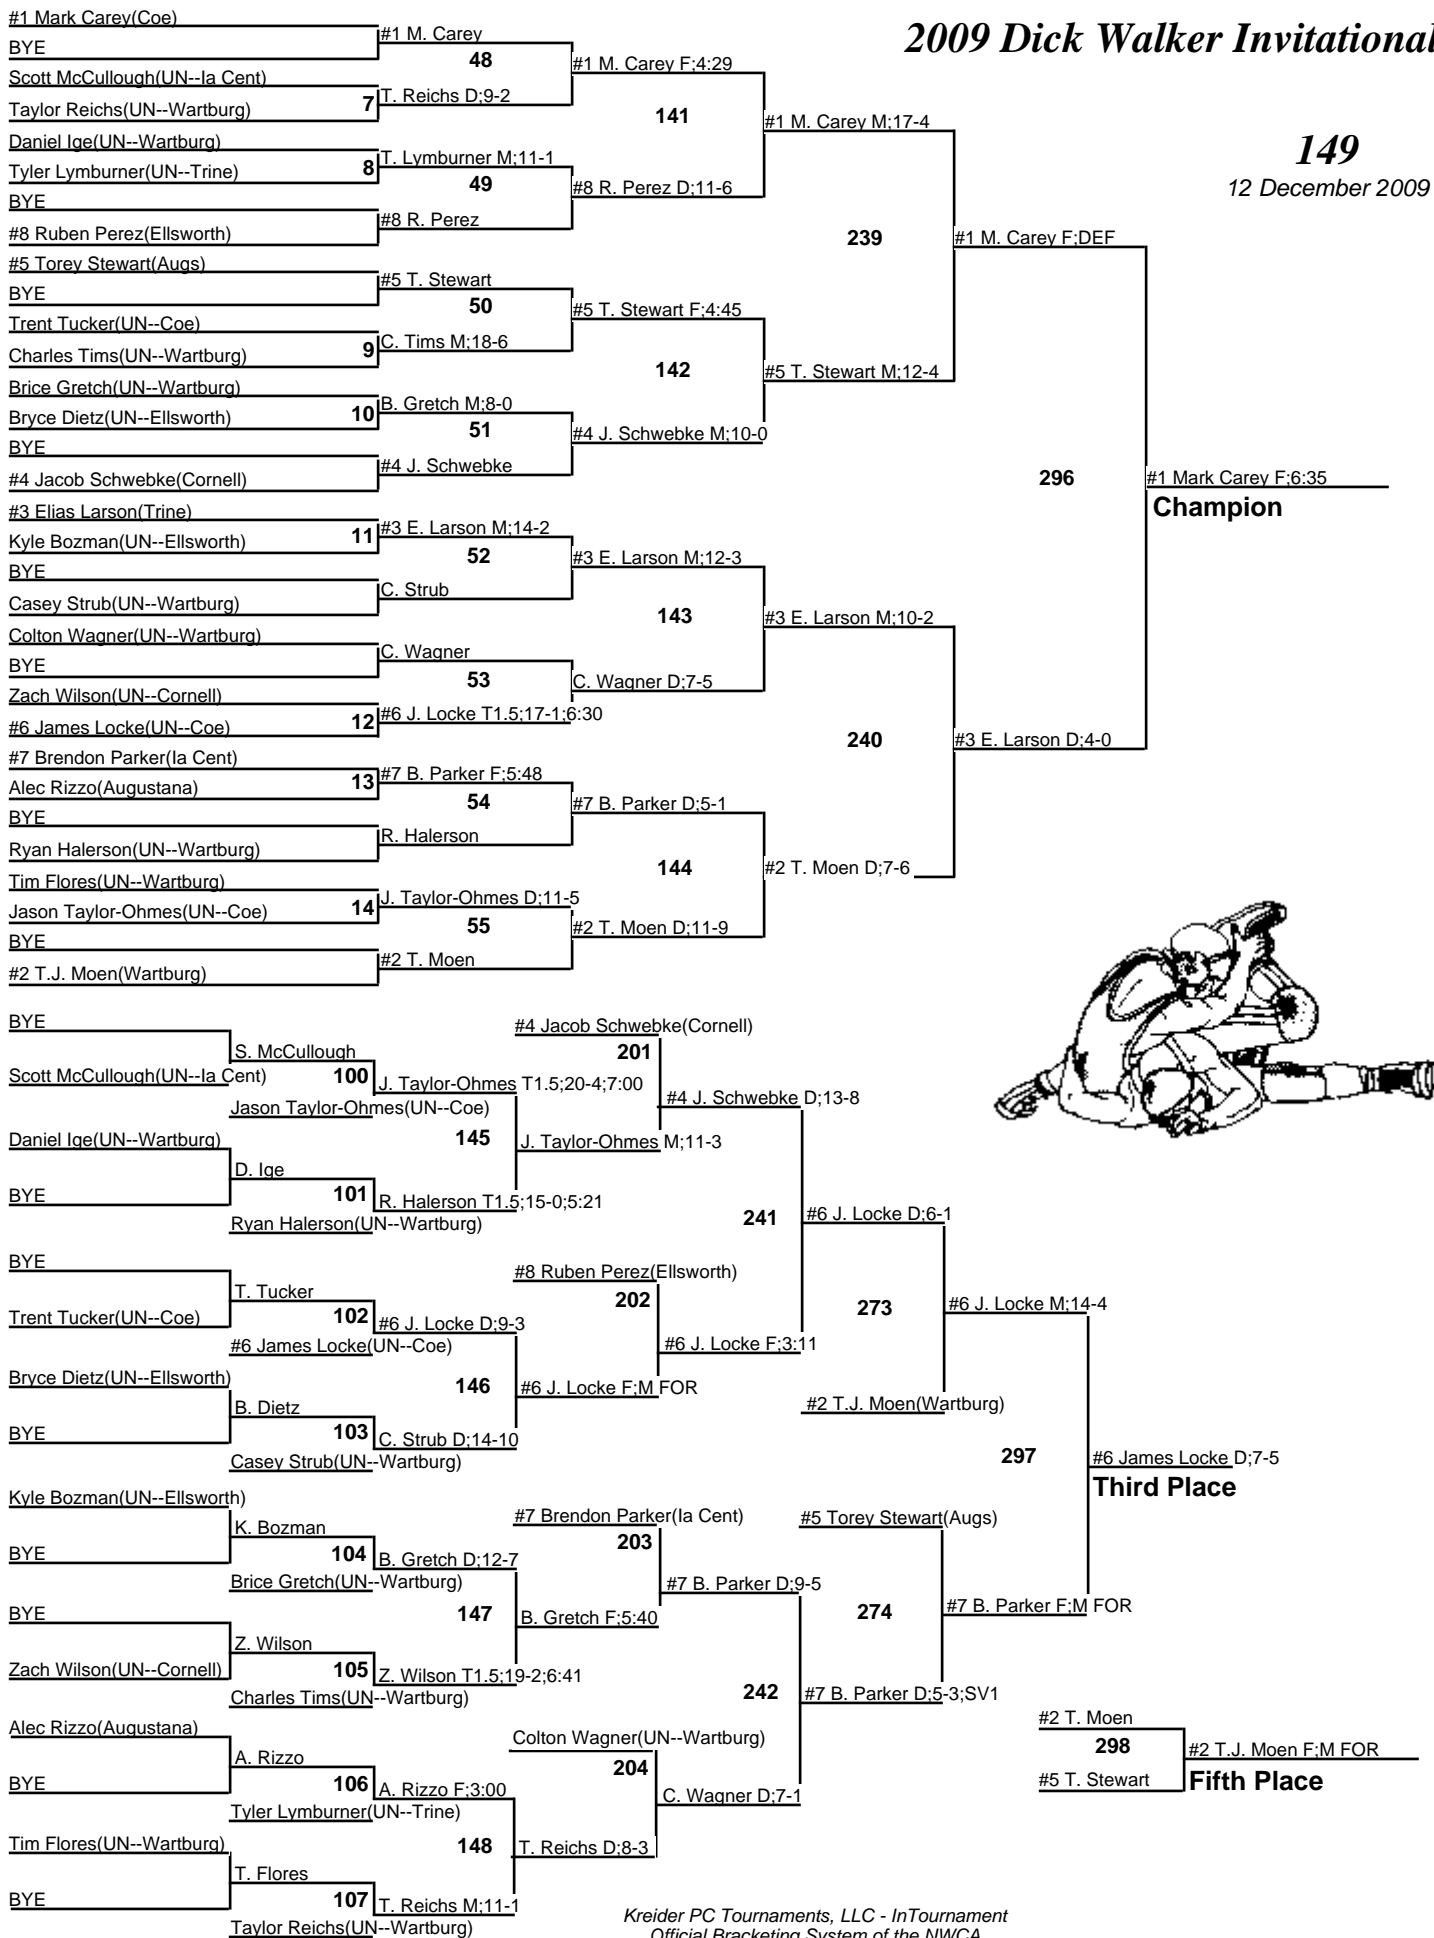 2009 Dick Walker Invitational
149
12 December 2009
#1 Mark Carey(Coe)
BYE
#1 M. Carey
48
Scott McCullough(UN--Ia Cent)
Taylor Reichs(UN--Wartburg)
7
T. Reichs D;9-2
#1 M. Carey F;4:29
141
Daniel Ige(UN--Wartburg)
Tyler Lymburner(UN--Trine)
8
T. Lymburner M;11-1
49
BYE
#8 Ruben Perez(Ellsworth)
#8 R. Perez
#8 R. Perez D;11-6
#1 M. Carey M;17-4
239
#5 Torey Stewart(Augs)
BYE
#5 T. Stewart
50
Trent Tucker(UN--Coe)
Charles Tims(UN--Wartburg)
9
C. Tims M;18-6
#5 T. Stewart F;4:45
142
Brice Gretch(UN--Wartburg)
Bryce Dietz(UN--Ellsworth)
10
B. Gretch M;8-0
51
BYE
#4 Jacob Schwebke(Cornell)
#4 J. Schwebke
#4 J. Schwebke M;10-0
#5 T. Stewart M;12-4
#1 M. Carey F;DEF
296
#1 Mark Carey F;6:35
Champion
#3 Elias Larson(Trine)
Kyle Bozman(UN--Ellsworth)
11
#3 E. Larson M;14-2
52
BYE
Casey Strub(UN--Wartburg)
C. Strub
#3 E. Larson M;12-3
143
Colton Wagner(UN--Wartburg)
BYE
C. Wagner
53
Zach Wilson(UN--Cornell)
#6 James Locke(UN--Coe)
12
#6 J. Locke T1.5;17-1;6:30
C. Wagner D;7-5
#3 E. Larson M;10-2
240
#3 E. Larson D;4-0
#7 Brendon Parker(Ia Cent)
Alec Rizzo(Augustana)
13
#7 B. Parker F;5:48
54
BYE
Ryan Halerson(UN--Wartburg)
R. Halerson
#7 B. Parker D;5-1
144
Tim Flores(UN--Wartburg)
Jason Taylor-Ohmes(UN--Coe)
14
J. Taylor-Ohmes D;11-5
55
BYE
#2 T.J. Moen(Wartburg)
#2 T. Moen
#2 T. Moen D;11-9
#2 T. Moen D;7-6
BYE
Scott McCullough(UN--Ia Cent)
S. McCullough
100
Jason Taylor-Ohmes(UN--Coe)
J. Taylor-Ohmes T1.5;20-4;7:00
145
Daniel Ige(UN--Wartburg)
BYE
D. Ige
101
Ryan Halerson(UN--Wartburg)
R. Halerson T1.5;15-0;5:21
#4 Jacob Schwebke(Cornell)
201
J. Taylor-Ohmes M;11-3
#4 J. Schwebke D;13-8
241
BYE
Trent Tucker(UN--Coe)
T. Tucker
102
#6 James Locke(UN--Coe)
#6 J. Locke D;9-3
146
Bryce Dietz(UN--Ellsworth)
BYE
B. Dietz
103
Casey Strub(UN--Wartburg)
C. Strub D;14-10
#8 Ruben Perez(Ellsworth)
202
#6 J. Locke F;M FOR
#6 J. Locke F;3:11
#6 J. Locke D;6-1
273
#2 T.J. Moen(Wartburg)
#6 J. Locke M;14-4
297
#6 James Locke D;7-5
Third Place
Kyle Bozman(UN--Ellsworth)
BYE
K. Bozman
104
Brice Gretch(UN--Wartburg)
B. Gretch D;12-7
147
BYE
Zach Wilson(UN--Cornell)
Z. Wilson
105
Charles Tims(UN--Wartburg)
Z. Wilson T1.5;19-2;6:41
#7 Brendon Parker(Ia Cent)
203
B. Gretch F;5:40
#7 B. Parker D;9-5
242
#5 Torey Stewart(Augs)
274
#7 B. Parker F;M FOR
#7 B. Parker D;5-3;SV1
Alec Rizzo(Augustana)
BYE
A. Rizzo
106
Tyler Lymburner(UN--Trine)
A. Rizzo F;3:00
148
Tim Flores(UN--Wartburg)
BYE
T. Flores
107
Taylor Reichs(UN--Wartburg)
T. Reichs M;11-1
Colton Wagner(UN--Wartburg)
204
T. Reichs D;8-3
C. Wagner D;7-1
#2 T. Moen
298
#5 T. Stewart
#2 T.J. Moen F;M FOR
Fifth Place
Kreider PC Tournaments, LLC - InTournament
Official Bracketing System of the NWCA